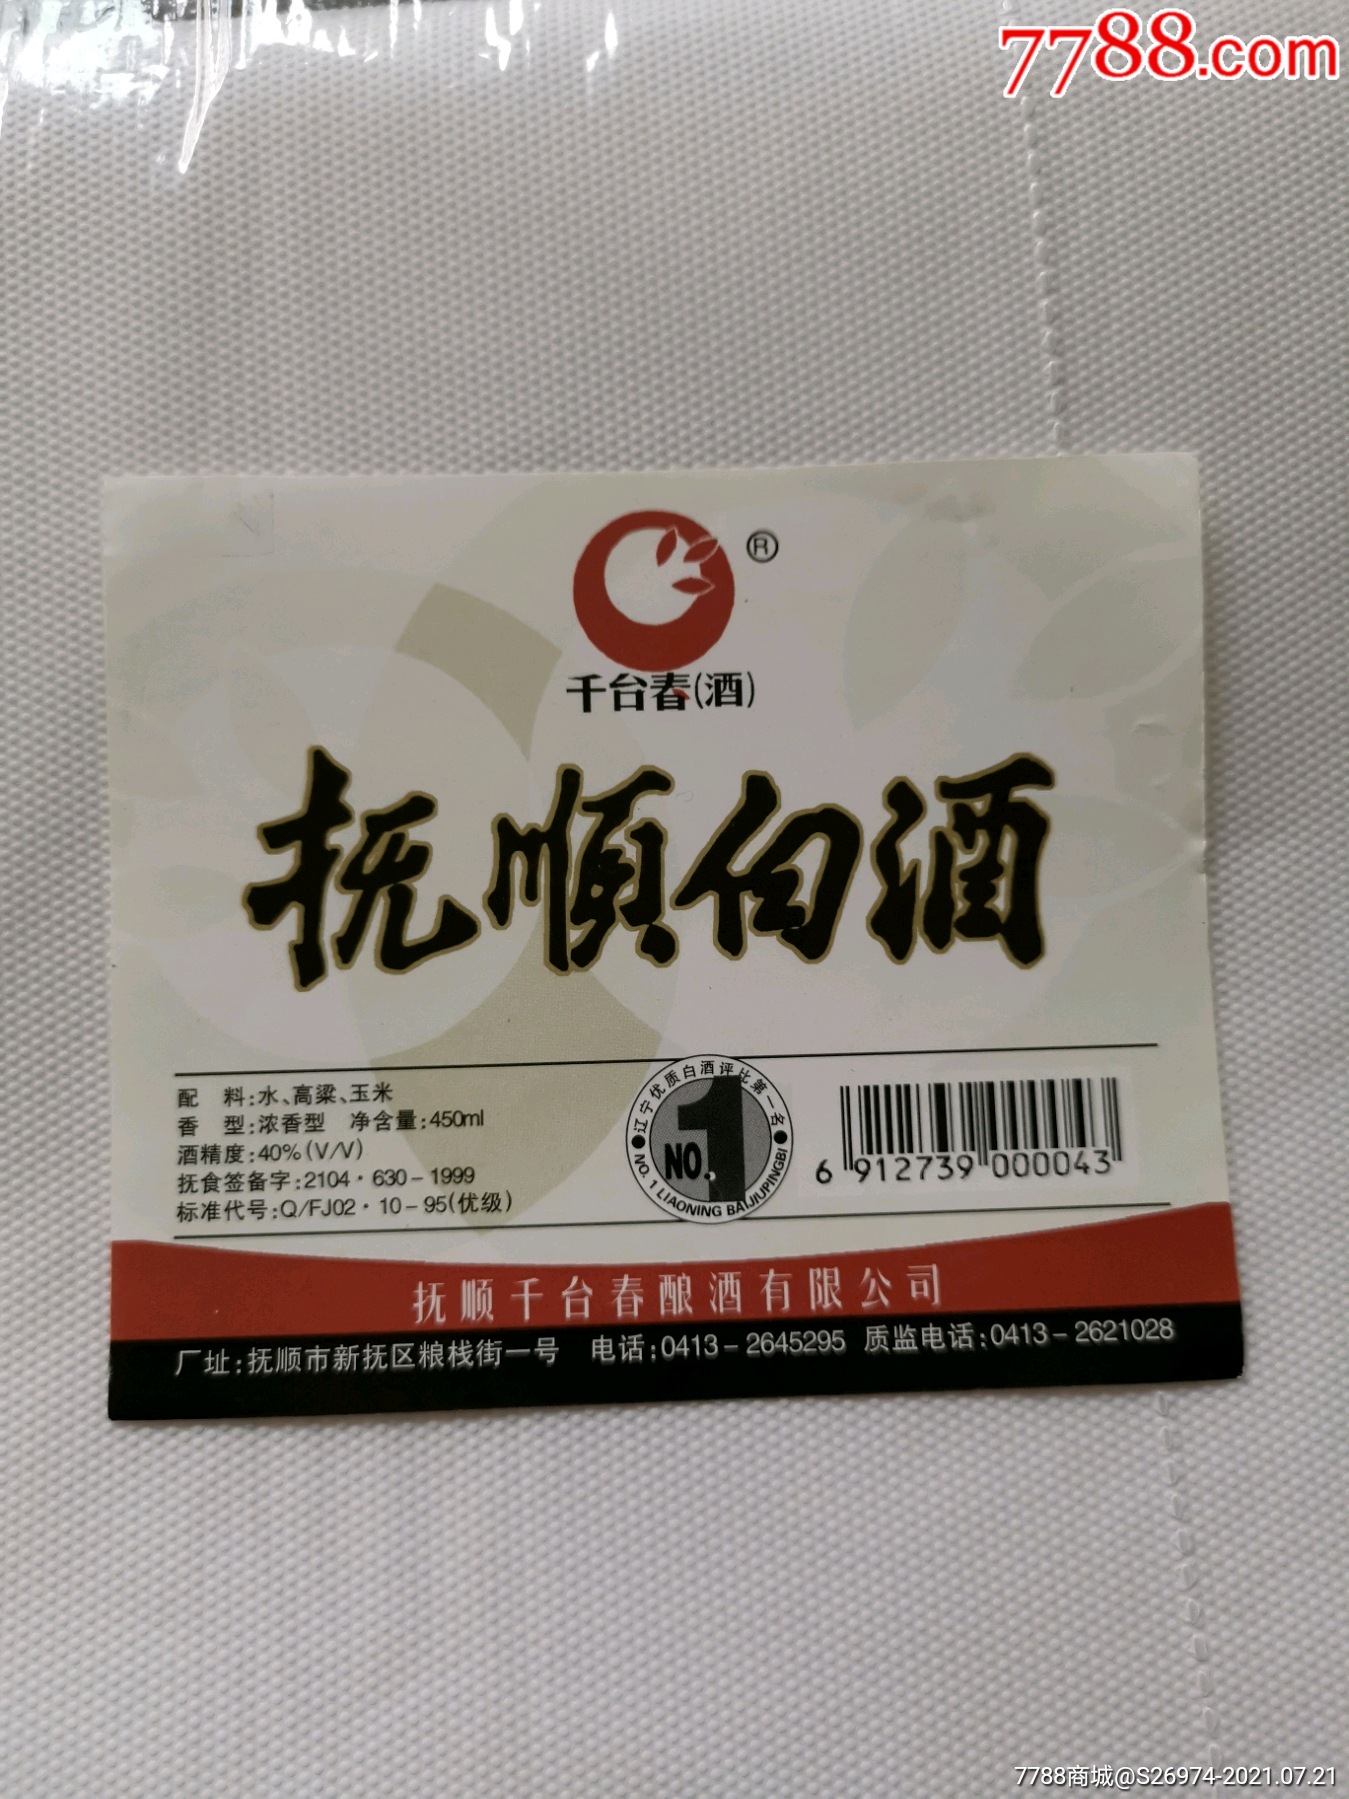 7788.com
®
千台春(酒)
抚顺白酒
配　料:水、高粱、玉米
香　型:浓香型　净含量:450ml
酒精度:40%(V/V)
抚食签备字:2104·630-1999
标准代号:Q/FJ02·10-95(优级)
辽宁优质白酒评比第一名
NO.1
NO.1 LIAONING BAIJIUPINGBI
6 912739 000043
抚顺千台春酿酒有限公司
厂址:抚顺市新抚区粮栈街一号　电话:0413-2645295　质监电话:0413-2621028
7788商城@S26974-2021.07.21